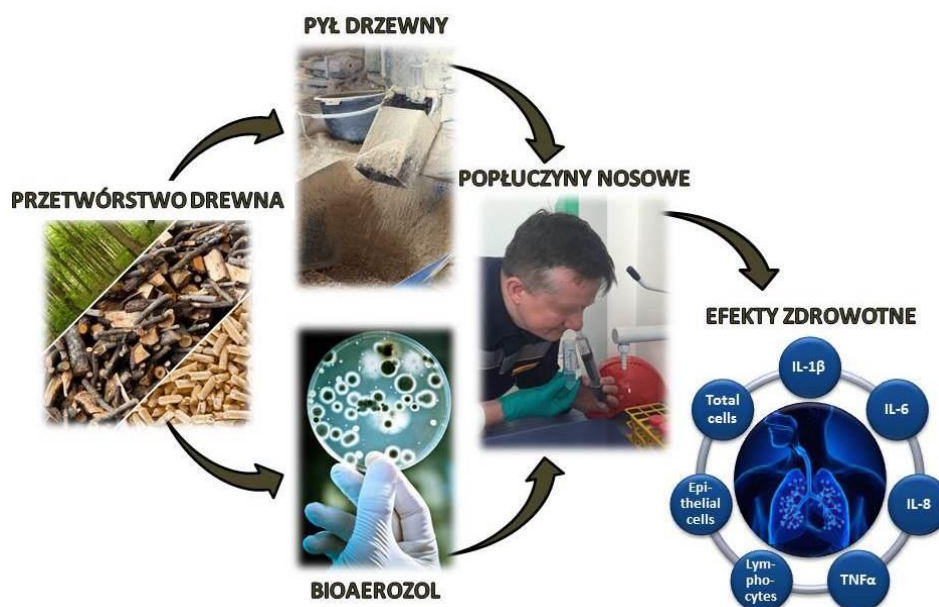 PYŁ DRZEWNY
PRZETWÓRSTWO DREWNA
POPŁUCZYNY NOSOWE
BIOAEROZOL
EFEKTY ZDROWOTNE
IL-1β
IL-6
IL-8
TNFα
Lym-
pho-
cytes
Epi-
thelial
cells
Total
cells